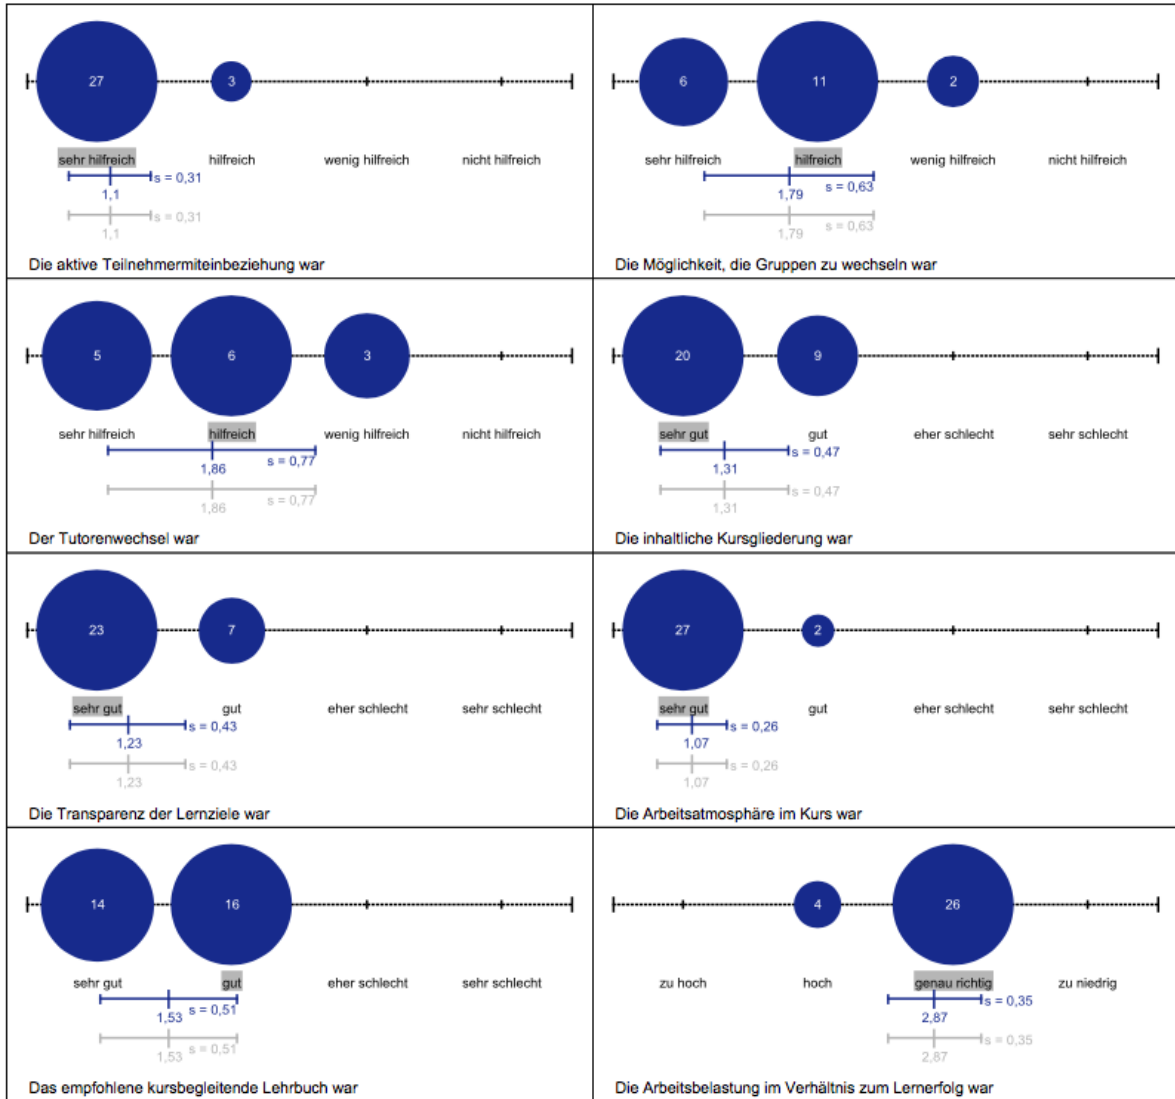 27
3
sehr hilfreich
hilfreich
wenig hilfreich
nicht hilfreich
s = 0,31
1,1
s = 0,31
1,1
Die aktive Teilnehmermiteinbeziehung war
6
11
2
sehr hilfreich
hilfreich
wenig hilfreich
nicht hilfreich
s = 0,63
1,79
s = 0,63
1,79
Die Möglichkeit, die Gruppen zu wechseln war
5
6
3
sehr hilfreich
hilfreich
wenig hilfreich
nicht hilfreich
s = 0,77
1,86
s = 0,77
1,86
Der Tutorenwechsel war
20
9
sehr gut
gut
eher schlecht
sehr schlecht
s = 0,47
1,31
s = 0,47
1,31
Die inhaltliche Kursgliederung war
23
7
sehr gut
gut
eher schlecht
sehr schlecht
s = 0,43
1,23
s = 0,43
1,23
Die Transparenz der Lernziele war
27
2
sehr gut
gut
eher schlecht
sehr schlecht
s = 0,26
1,07
s = 0,26
1,07
Die Arbeitsatmosphäre im Kurs war
14
16
sehr gut
gut
eher schlecht
sehr schlecht
s = 0,51
1,53
s = 0,51
1,53
Das empfohlene kursbegleitende Lehrbuch war
4
26
zu hoch
hoch
genau richtig
zu niedrig
s = 0,35
2,87
s = 0,35
2,87
Die Arbeitsbelastung im Verhältnis zum Lernerfolg war